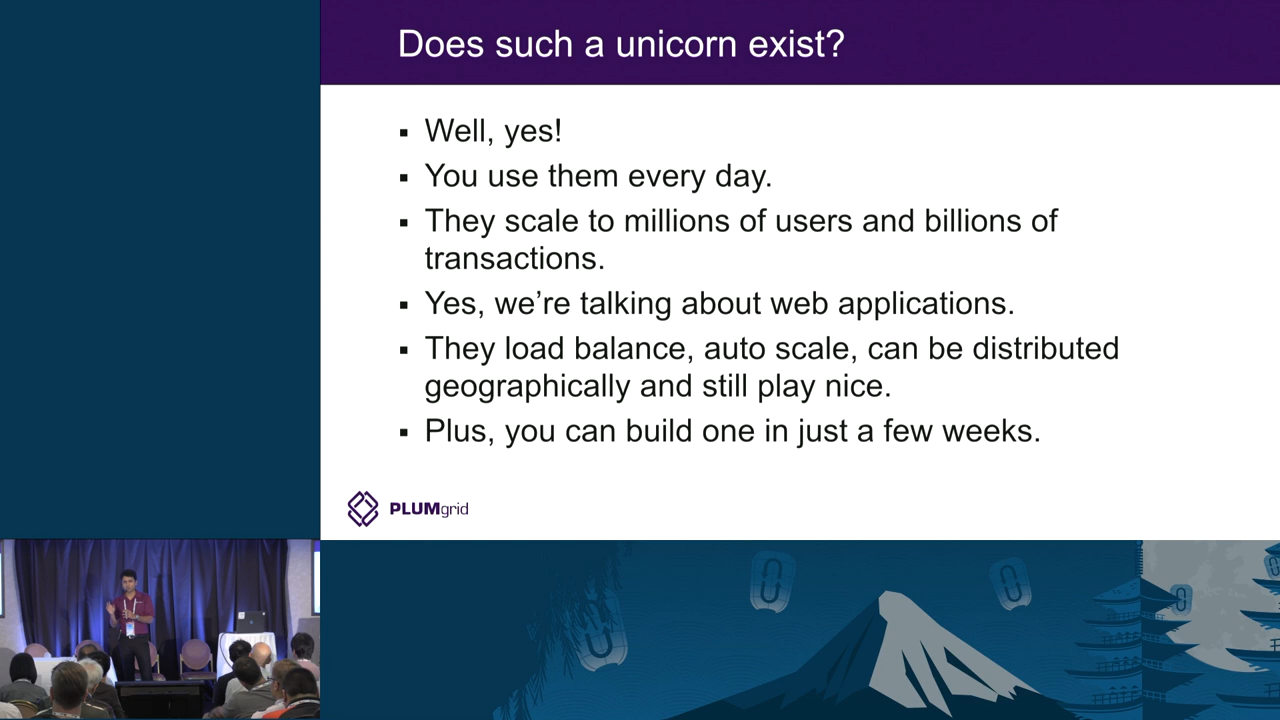 Does such a unicorn exist?
▪ Well, yes!
▪ You use them every day.
▪ They scale to millions of users and billions of
transactions.
▪ Yes, we’re talking about web applications.
▪ They load balance, auto scale, can be distributed
geographically and still play nice.
▪ Plus, you can build one in just a few weeks.
PLUMgrid